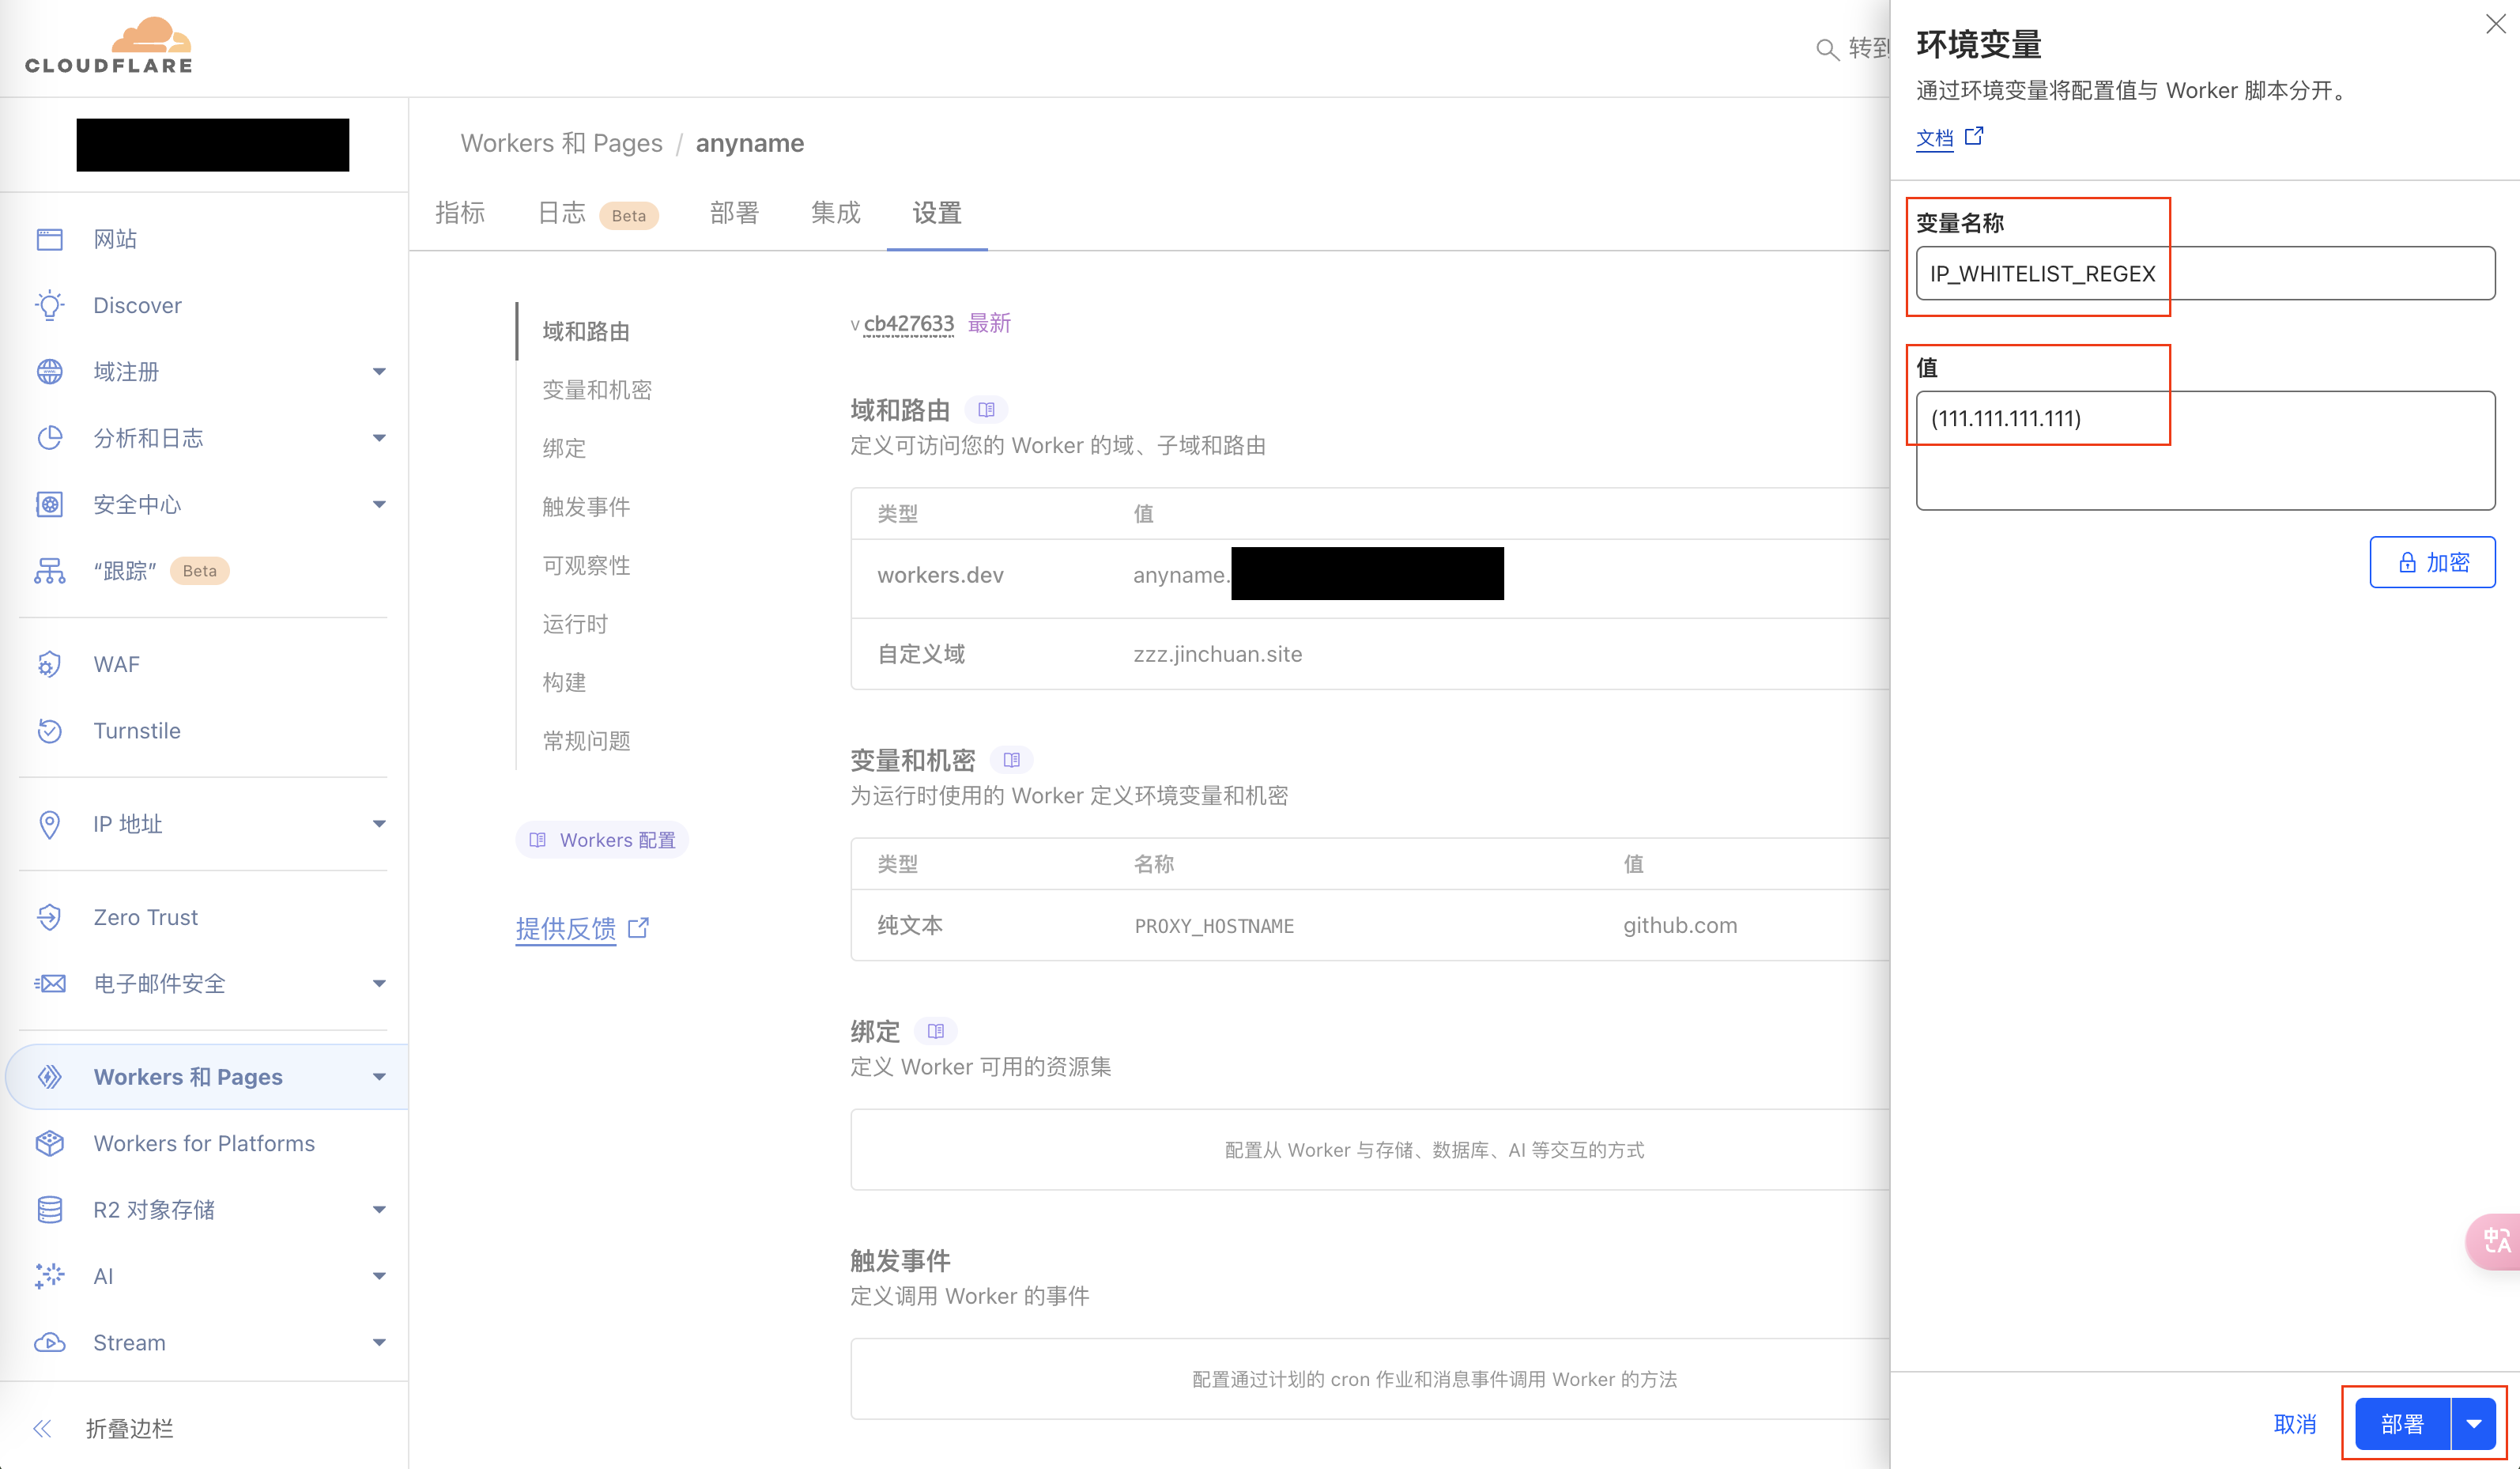 CLOUDFLARE
转到
网站
Discover
域注册
分析和日志
安全中心
“跟踪” Beta
WAF
Turnstile
IP 地址
Zero Trust
电子邮件安全
Workers 和 Pages
Workers for Platforms
R2 对象存储
AI
Stream
折叠边栏
Workers 和 Pages / anyname
指标 日志 Beta 部署 集成 设置
域和路由
变量和机密
绑定
触发事件
可观察性
运行时
构建
常规问题
Workers 配置
提供反馈
v cb427633 最新
域和路由
定义可访问您的 Worker 的域、子域和路由
类型 值
workers.dev anyname.
自定义域 zzz.jinchuan.site
变量和机密
为运行时使用的 Worker 定义环境变量和机密
类型 名称 值
纯文本 PROXY_HOSTNAME github.com
绑定
定义 Worker 可用的资源集
配置从 Worker 与存储、数据库、AI 等交互的方式
触发事件
定义调用 Worker 的事件
配置通过计划的 cron 作业和消息事件调用 Worker 的方法
环境变量
通过环境变量将配置值与 Worker 脚本分开。
文档
变量名称
IP_WHITELIST_REGEX
值
(111.111.111.111)
加密
中A
取消 部署